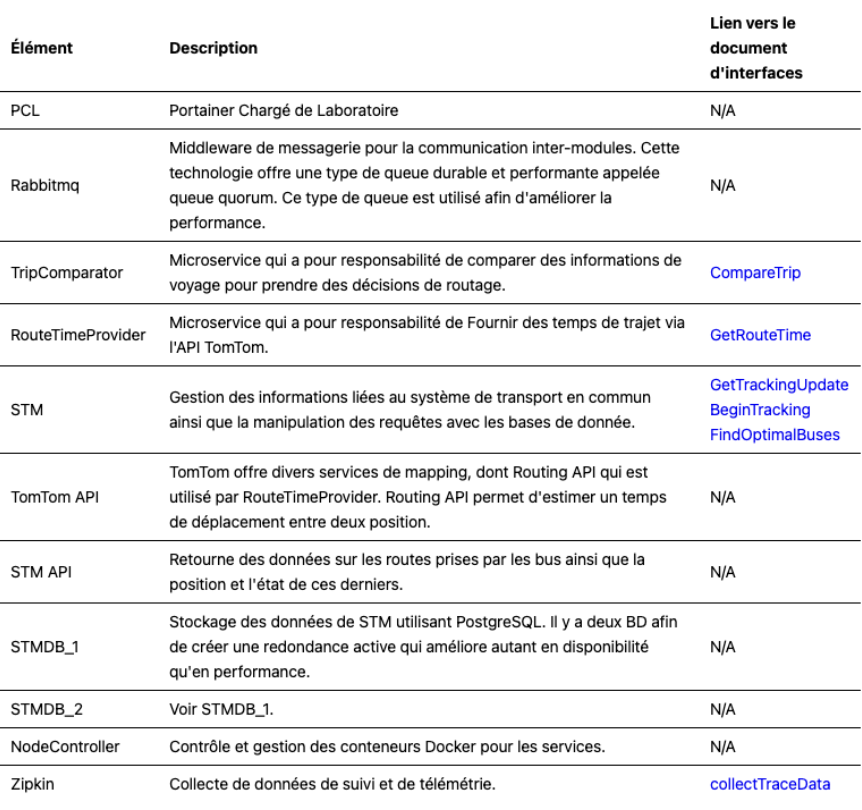 Élément Description Lien vers le
document
d'interfaces
PCL Portainer Chargé de Laboratoire N/A
Rabbitmq Middleware de messagerie pour la communication inter-modules. Cette
technologie offre une type de queue durable et performante appelée
queue quorum. Ce type de queue est utilisé afin d'améliorer la
performance. N/A
TripComparator Microservice qui a pour responsabilité de comparer des informations de
voyage pour prendre des décisions de routage. CompareTrip
RouteTimeProvider Microservice qui a pour responsabilité de Fournir des temps de trajet via
l'API TomTom. GetRouteTime
STM Gestion des informations liées au système de transport en commun
ainsi que la manipulation des requêtes avec les bases de donnée. GetTrackingUpdate
BeginTracking
FindOptimalBuses
TomTom API TomTom offre divers services de mapping, dont Routing API qui est
utilisé par RouteTimeProvider. Routing API permet d'estimer un temps
de déplacement entre deux position. N/A
STM API Retourne des données sur les routes prises par les bus ainsi que la
position et l'état de ces derniers. N/A
STMDB_1 Stockage des données de STM utilisant PostgreSQL. Il y a deux BD afin
de créer une redondance active qui améliore autant en disponibilité
qu'en performance. N/A
STMDB_2 Voir STMDB_1. N/A
NodeController Contrôle et gestion des conteneurs Docker pour les services. N/A
Zipkin Collecte de données de suivi et de télémétrie. collectTraceData